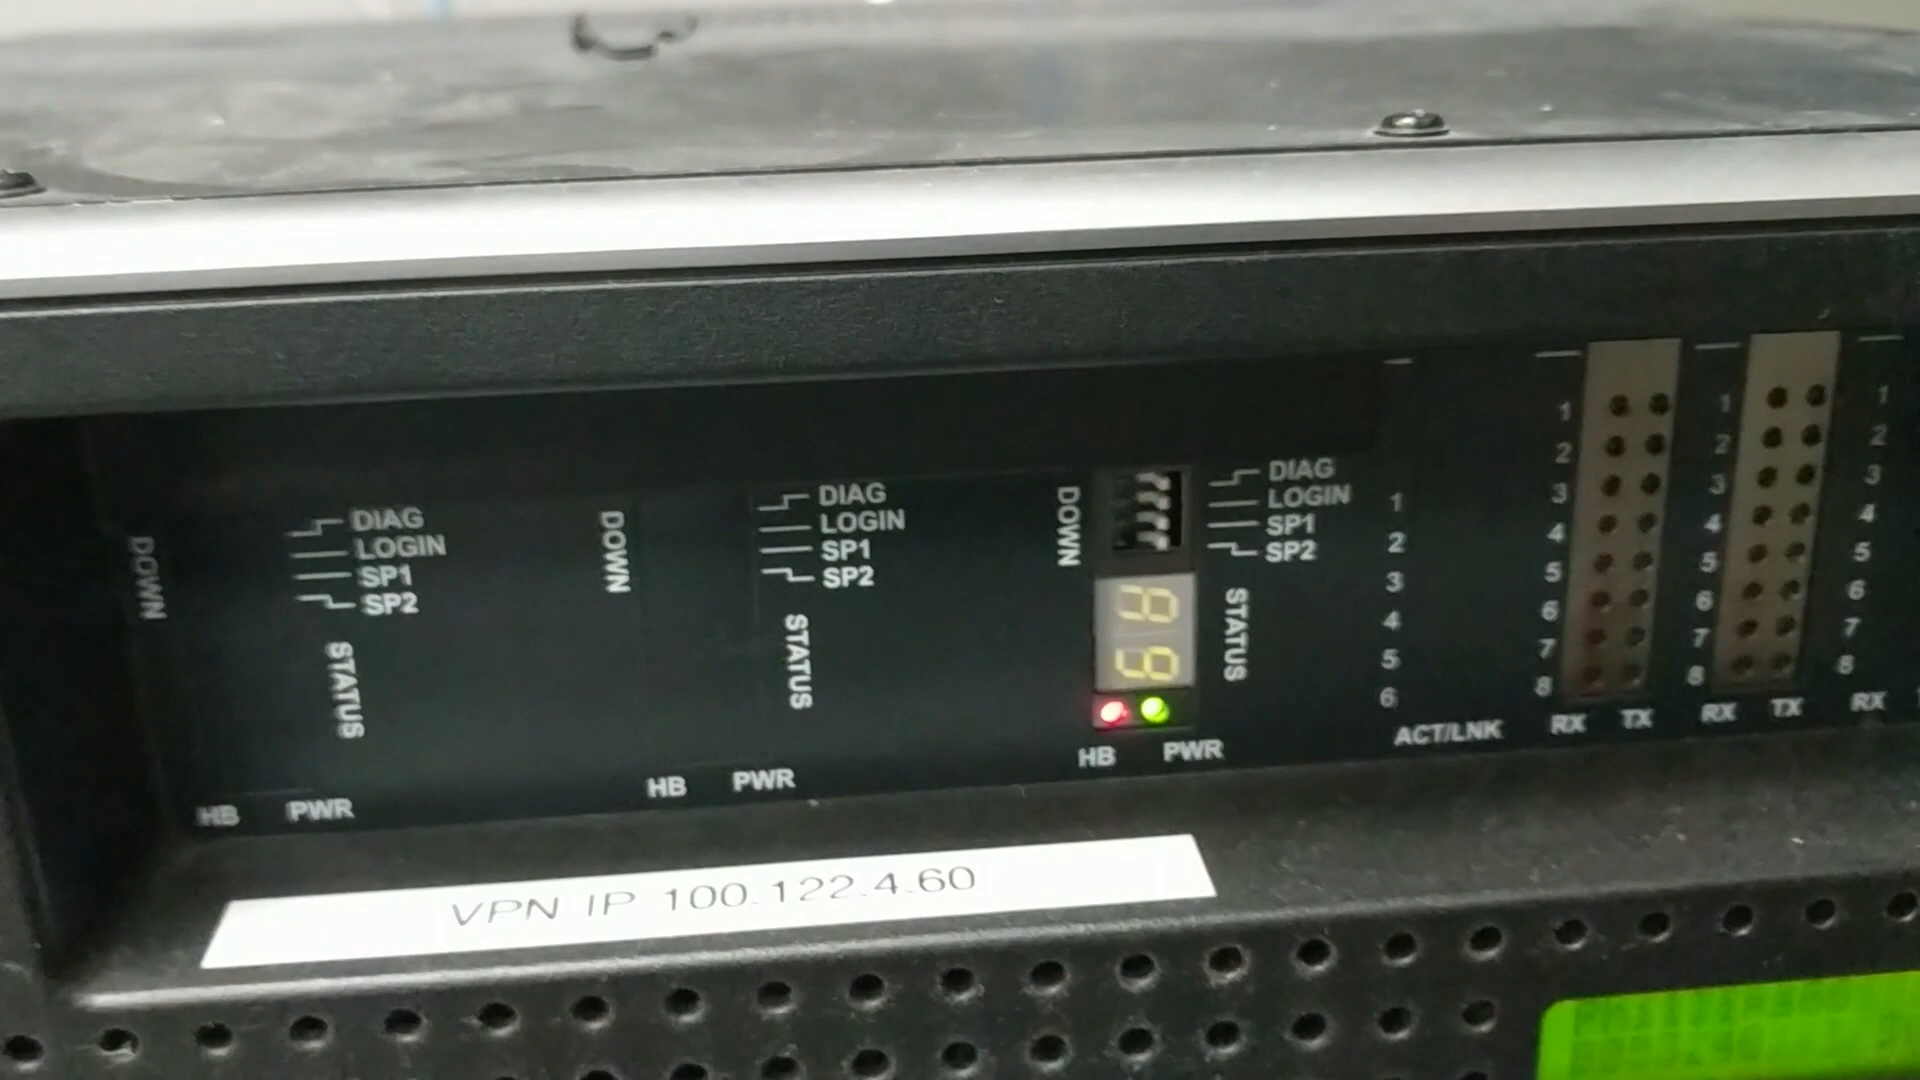 DOWN
DIAG
LOGIN
SP1
SP2
STATUS
HB PWR
DOWN
DIAG
LOGIN
SP1
SP2
STATUS
HB PWR
DOWN
DIAG
LOGIN
SP1
SP2
STATUS
HB PWR
1
2
3
4
5
6
ACT/LNK
1
2
3
4
5
6
7
8
RX TX
1
2
3
4
5
6
7
8
RX TX
1
2
3
4
5
6
7
8
RX
VPN IP 100.122.4.60